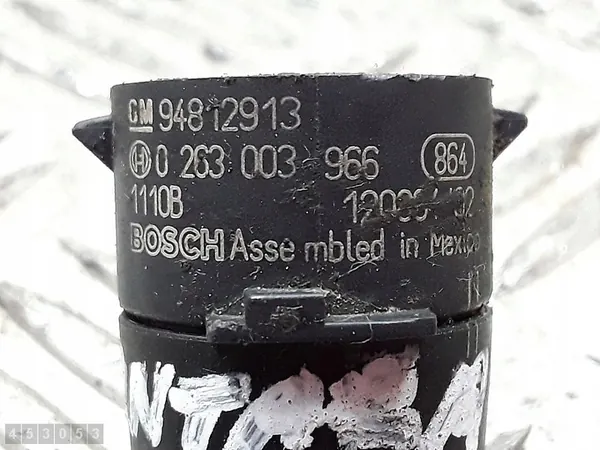 GM 94812913
0 263 003 966 864
1110B
BOSCH Asse mbled in Mexico
453053